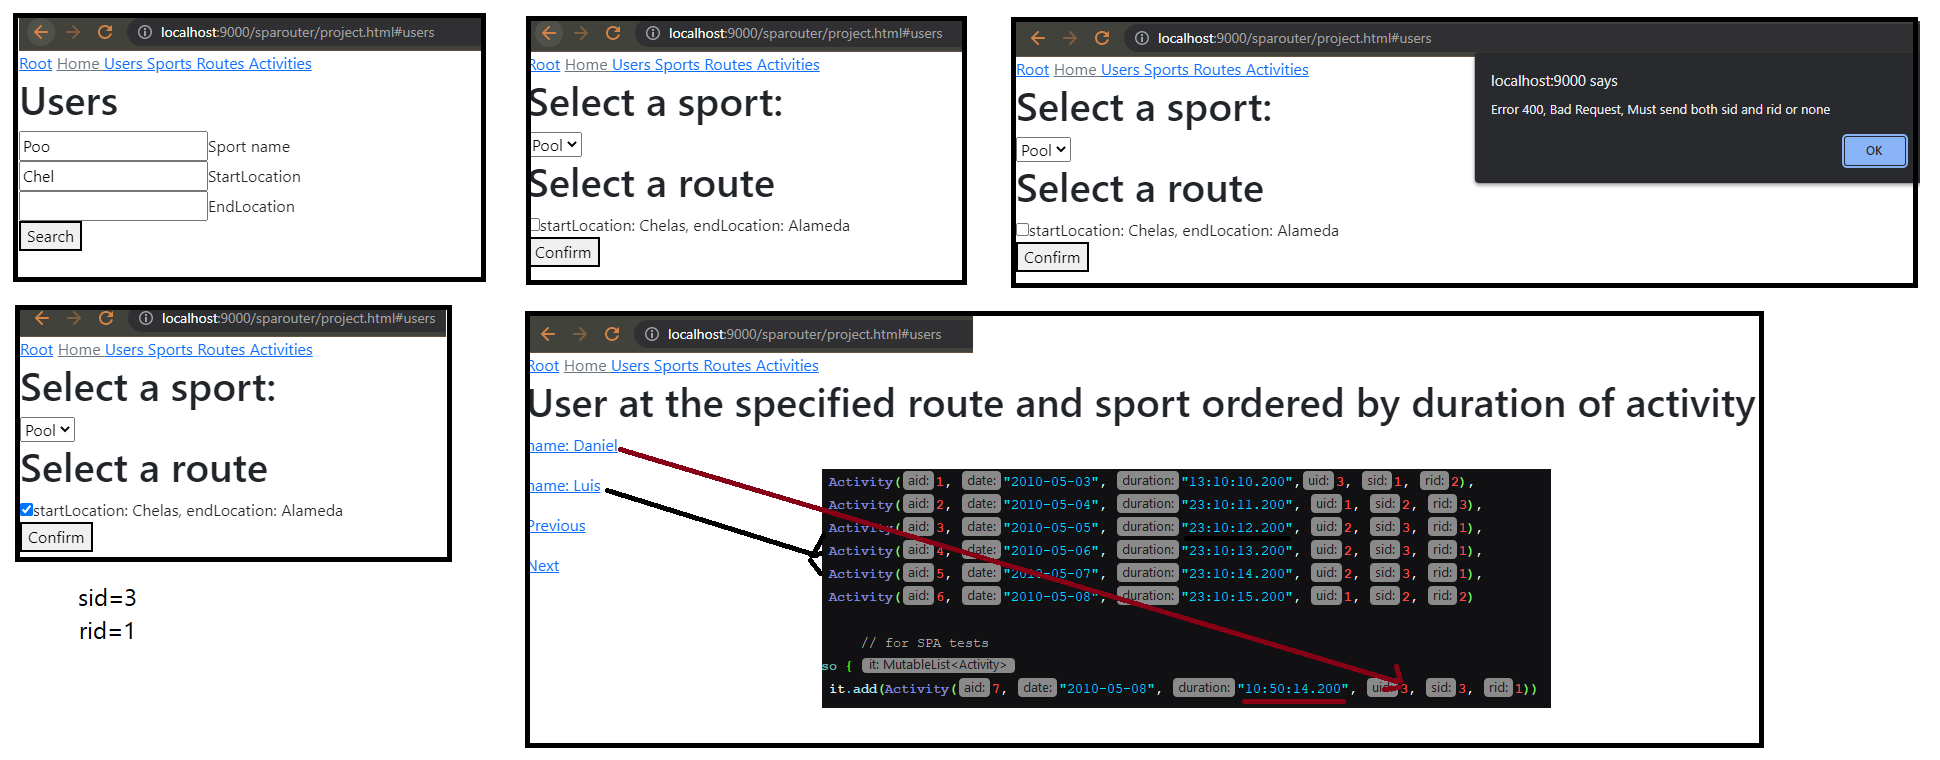 localhost:9000/sparouter/project.html#users
Root Home Users Sports Routes Activities
Users
Poo Sport name
Chel StartLocation
EndLocation
Search
localhost:9000/sparouter/project.html#users
Root Home Users Sports Routes Activities
Select a sport:
Pool
Select a route
startLocation: Chelas, endLocation: Alameda
Confirm
localhost:9000/sparouter/project.html#users
Root Home Users Sports Routes Activities
Select a sport:
Pool
Select a route
startLocation: Chelas, endLocation: Alameda
Confirm
localhost:9000 says
Error 400, Bad Request, Must send both sid and rid or none
OK
localhost:9000/sparouter/project.html#users
Root Home Users Sports Routes Activities
Select a sport:
Pool
Select a route
startLocation: Chelas, endLocation: Alameda
Confirm
sid=3
rid=1
localhost:9000/sparouter/project.html#users
Root Home Users Sports Routes Activities
User at the specified route and sport ordered by duration of activity
name: Daniel
name: Luis
Previous
Next
Activity( aid: 1, date: "2010-05-03", duration: "13:10:10.200", uid: 3, sid: 1, rid: 2),
Activity( aid: 2, date: "2010-05-04", duration: "23:10:11.200", uid: 1, sid: 2, rid: 3),
Activity( aid: 3, date: "2010-05-05", duration: "23:10:12.200", uid: 2, sid: 3, rid: 1),
Activity( aid: 4, date: "2010-05-06", duration: "23:10:13.200", uid: 2, sid: 3, rid: 1),
Activity( aid: 5, date: "2010-05-07", duration: "23:10:14.200", uid: 2, sid: 3, rid: 1),
Activity( aid: 6, date: "2010-05-08", duration: "23:10:15.200", uid: 1, sid: 2, rid: 2)
// for SPA tests
so { it: MutableList<Activity>
it.add(Activity( aid: 7, date: "2010-05-08", duration: "10:50:14.200", uid: 3, sid: 3, rid: 1))